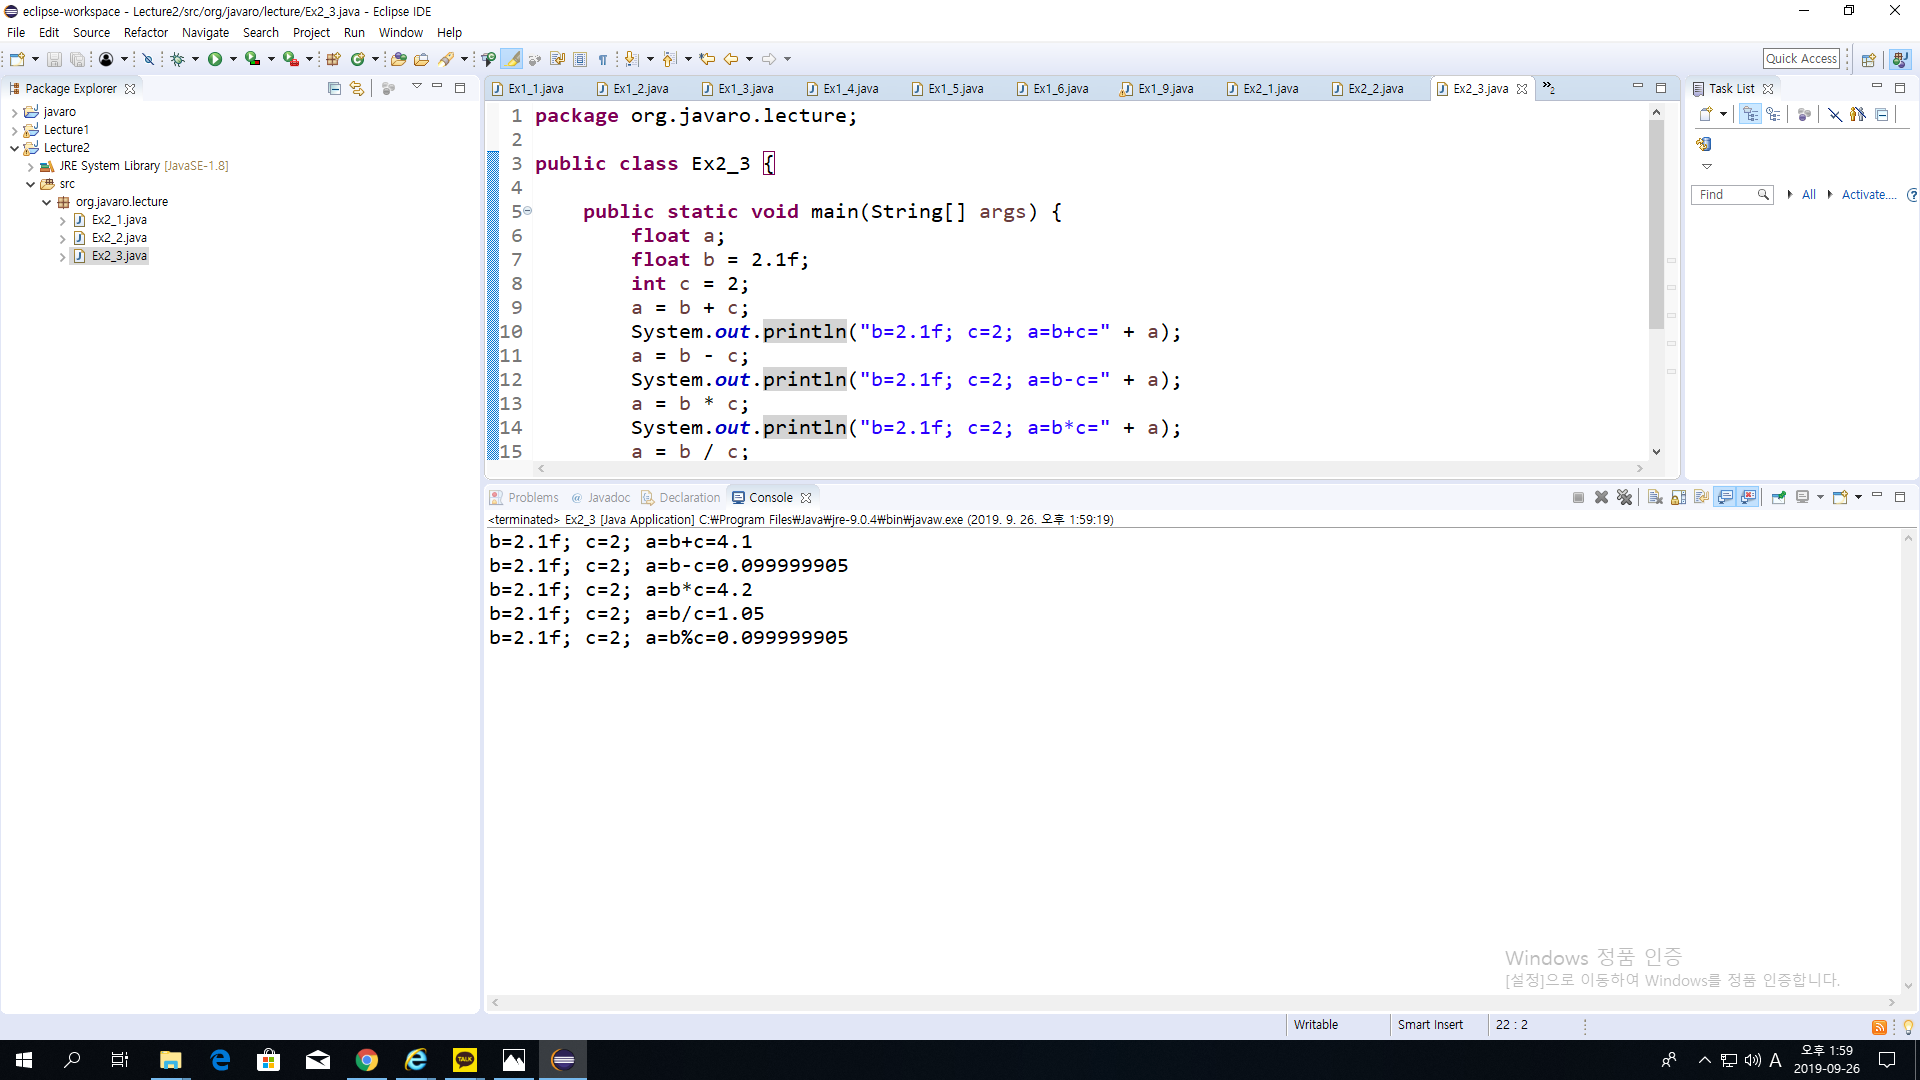 eclipse-workspace - Lecture2/src/org/javaro/lecture/Ex2_3.java - Eclipse IDE
File Edit Source Refactor Navigate Search Project Run Window Help
Quick Access
Package Explorer
javaro
Lecture1
Lecture2
JRE System Library [JavaSE-1.8]
src
org.javaro.lecture
Ex2_1.java
Ex2_2.java
Ex2_3.java
Ex1_1.java Ex1_2.java Ex1_3.java Ex1_4.java Ex1_5.java Ex1_6.java Ex1_9.java Ex2_1.java Ex2_2.java Ex2_3.java »2
1 package org.javaro.lecture;
2
3 public class Ex2_3 {
4
5 public static void main(String[] args) {
6 float a;
7 float b = 2.1f;
8 int c = 2;
9 a = b + c;
10 System.out.println("b=2.1f; c=2; a=b+c=" + a);
11 a = b - c;
12 System.out.println("b=2.1f; c=2; a=b-c=" + a);
13 a = b * c;
14 System.out.println("b=2.1f; c=2; a=b*c=" + a);
15 a = b / c;
Task List
Find All Activate....
Problems @ Javadoc Declaration Console
<terminated> Ex2_3 [Java Application] C:₩Program Files₩Java₩jre-9.0.4₩bin₩javaw.exe (2019. 9. 26. 오후 1:59:19)
b=2.1f; c=2; a=b+c=4.1
b=2.1f; c=2; a=b-c=0.099999905
b=2.1f; c=2; a=b*c=4.2
b=2.1f; c=2; a=b/c=1.05
b=2.1f; c=2; a=b%c=0.099999905
Windows 정품 인증
[설정]으로 이동하여 Windows를 정품 인증합니다.
Writable Smart Insert 22 : 2
TALK
A
오후 1:59
2019-09-26